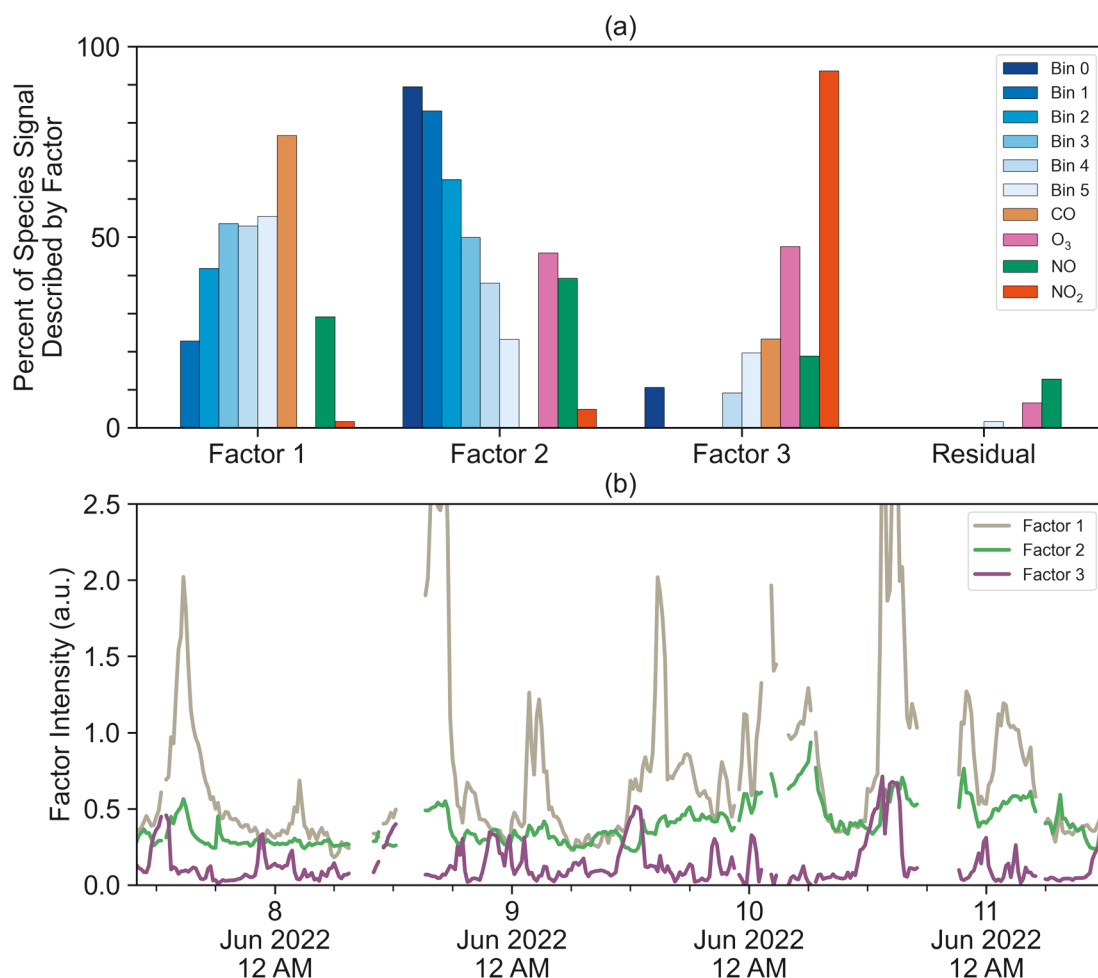 (a)
Percent of Species Signal
Described by Factor
100
50
0
Bin 0
Bin 1
Bin 2
Bin 3
Bin 4
Bin 5
CO
O₃
NO
NO₂
Factor 1
Factor 2
Factor 3
Residual
(b)
Factor Intensity (a.u.)
2.5
2.0
1.5
1.0
0.5
0.0
Factor 1
Factor 2
Factor 3
8
Jun 2022
12 AM
9
Jun 2022
12 AM
10
Jun 2022
12 AM
11
Jun 2022
12 AM